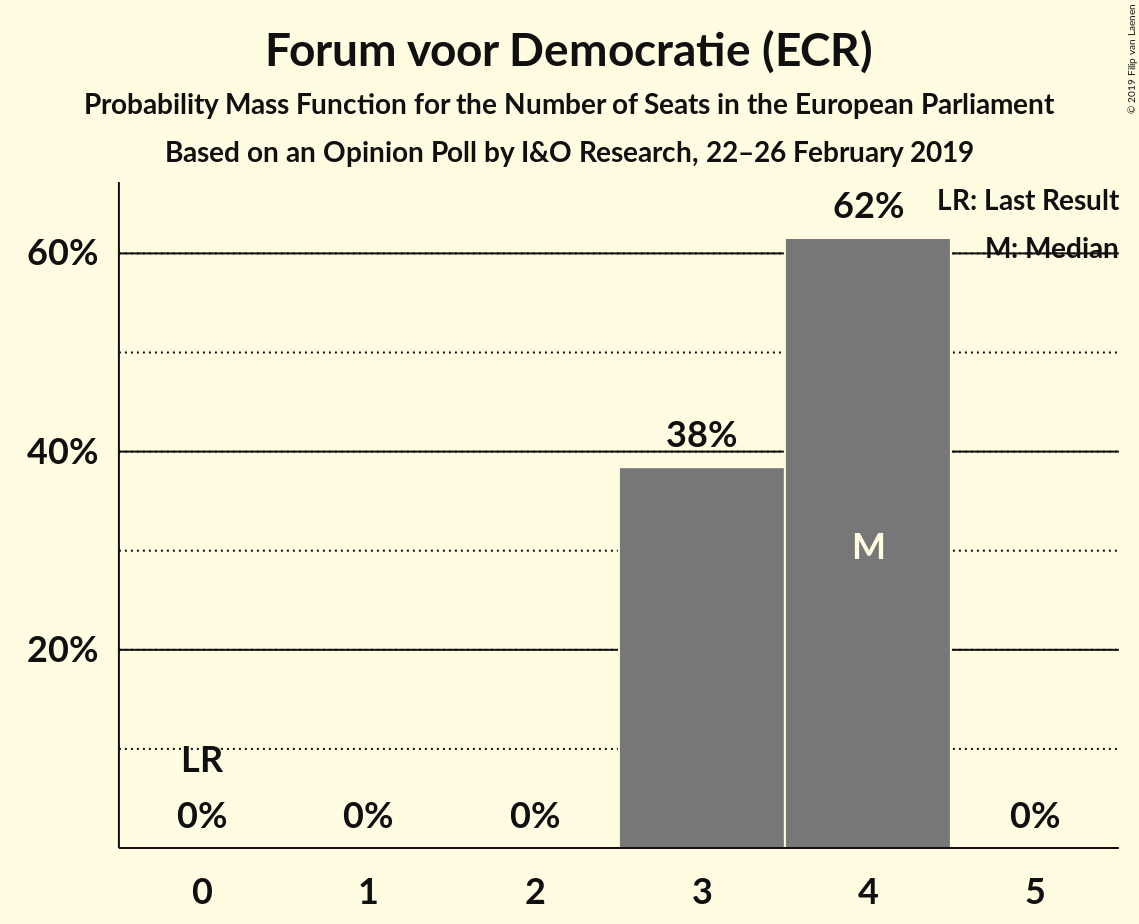 Forum voor Democratie (ECR)
Probability Mass Function for the Number of Seats in the European Parliament
Based on an Opinion Poll by I&O Research, 22–26 February 2019
© 2019 Filip van Laenen
LR: Last Result
M: Median
62%
60%
38%
40%
M
20%
LR
0%
0%
0%
0%
0
1
2
3
4
5